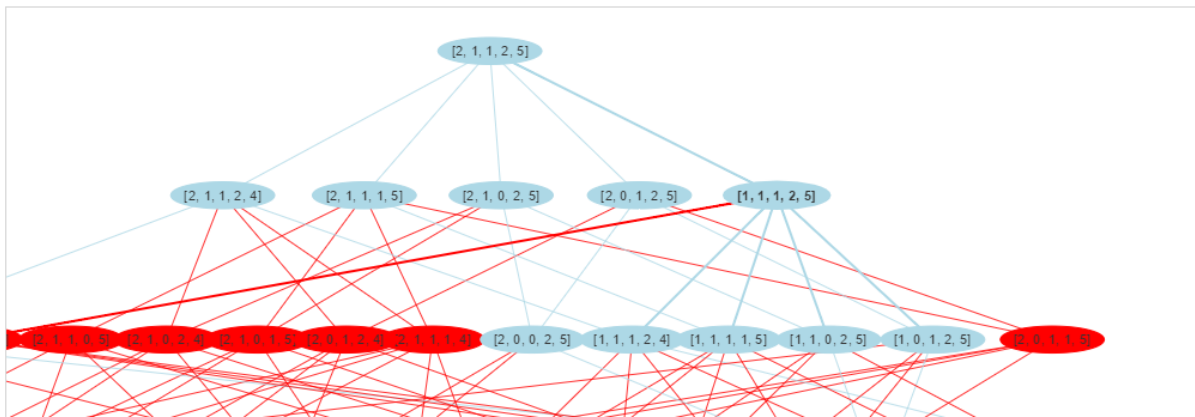 [2, 1, 1, 2, 5]
[2, 1, 1, 2, 4]
[2, 1, 1, 1, 5]
[2, 1, 0, 2, 5]
[2, 0, 1, 2, 5]
[1, 1, 1, 2, 5]
[2, 1, 1, 0, 5]
[2, 1, 0, 2, 4]
[2, 1, 0, 1, 5]
[2, 0, 1, 2, 4]
[2, 1, 1, 1, 4]
[2, 0, 0, 2, 5]
[1, 1, 1, 2, 4]
[1, 1, 1, 1, 5]
[1, 1, 0, 2, 5]
[1, 0, 1, 2, 5]
[2, 0, 1, 1, 5]